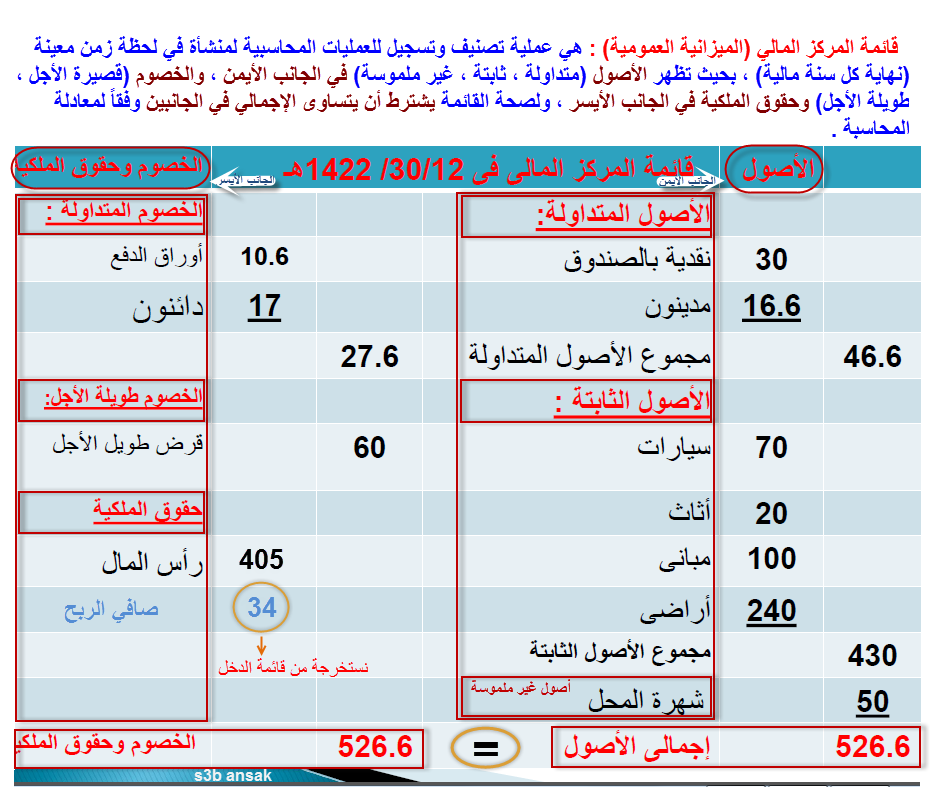 قائمة المركز المالي (الميزانية العمومية) : هي عملية تصنيف وتسجيل للعمليات المحاسبية لمنشأة في لحظة زمن معينة
(نهاية كل سنة مالية) ، بحيث تظهر الأصول (متداولة ، ثابتة ، غير ملموسة) في الجانب الأيمن ، والخصوم (قصيرة الأجل ،
طويلة الأجل) وحقوق الملكية في الجانب الأيسر ، ولصحة القائمة يشترط أن يتساوى الإجمالي في الجانبين وفقاً لمعادلة
المحاسبة .
الأصول قائمة المركز المالى فى 30/12/ 1422هـ الخصوم وحقوق الملكي
الجانب الأيمن الجانب الأيسر
الأصول المتداولة: الخصوم المتداولة :
30 نقدية بالصندوق 10.6 أوراق الدفع
16.6 مدينون 17 دائنون
46.6 مجموع الأصول المتداولة 27.6
الأصول الثابتة : الخصوم طويلة الأجل:
70 سيارات 60 قرض طويل الأجل
20 أثاث حقوق الملكية
100 مبانى 405 رأس المال
240 أراضى 34 صافي الربح
430 مجموع الأصول الثابتة نستخرجة من قائمة الدخل
50 شهرة المحل أصول غير ملموسة
526.6 إجمالى الأصول = 526.6 الخصوم وحقوق الملكي
s3b ansak